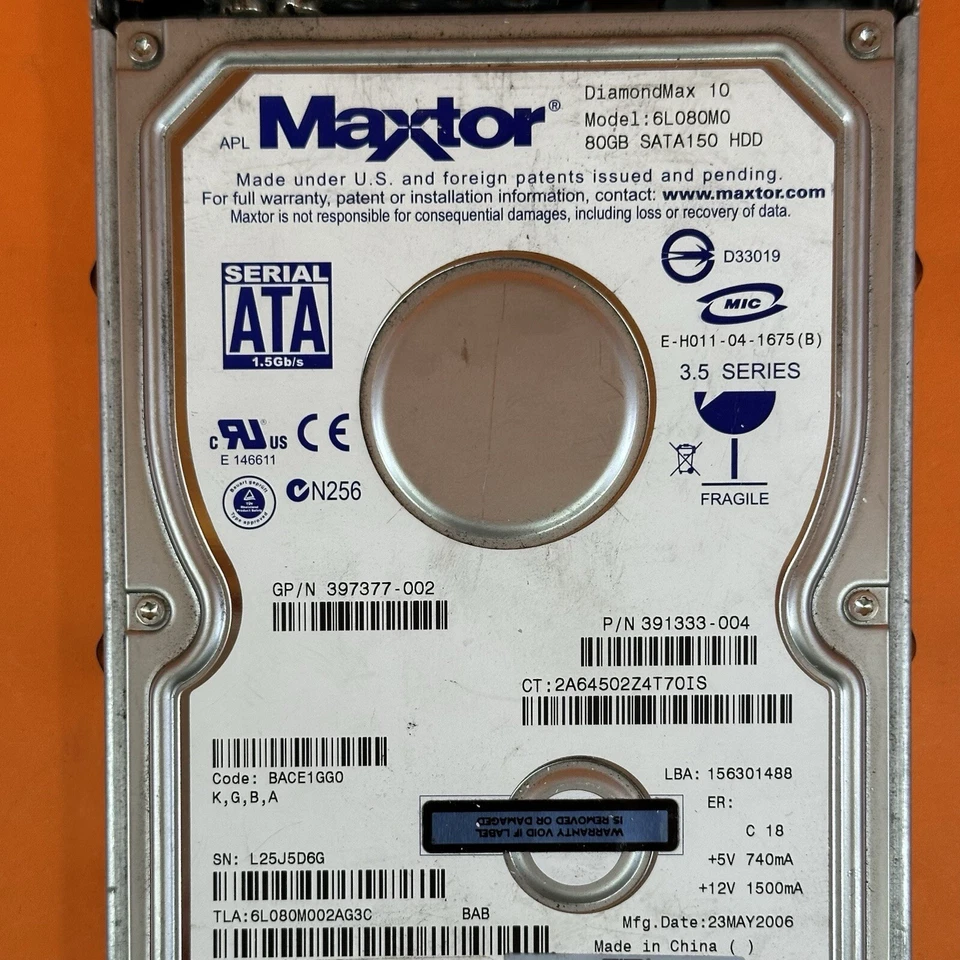 APL Maxtor®
DiamondMax 10
Model:6L080M0
80GB SATA150 HDD
Made under U.S. and foreign patents issued and pending.
For full warranty, patent or installation information, contact: www.maxtor.com
Maxtor is not responsible for consequential damages, including loss or recovery of data.
D33019
SERIAL
ATA
1.5Gb/s
MIC
E-H011-04-1675(B)
3.5 SERIES
C RU US CE
E 146611
N256
FRAGILE
GP/N 397377-002
P/N 391333-004
CT:2A64502Z4T70IS
Code: BACE1GG0
K,G,B,A
LBA: 156301488
ER:
WARRANTY VOID IF LABEL
IS REMOVED OR DAMAGED
C 18
SN: L25J5D6G
+5V 740mA
+12V 1500mA
TLA:6L080M002AG3C BAB
Mfg.Date:23MAY2006
Made in China ( )